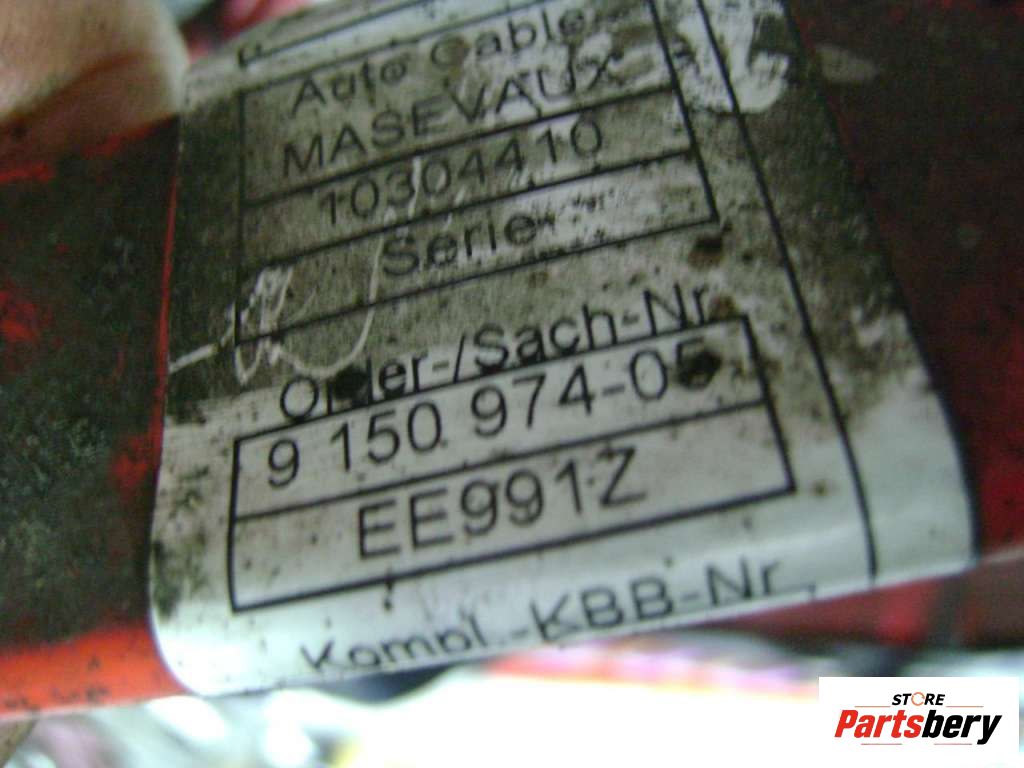 Auto Cable
MASEVAUX
10304410
Serie
Order-/Sach-Nr.
9 150 974-05
EE991Z
Kompl.-KBB-Nr.
STORE
Partsbery